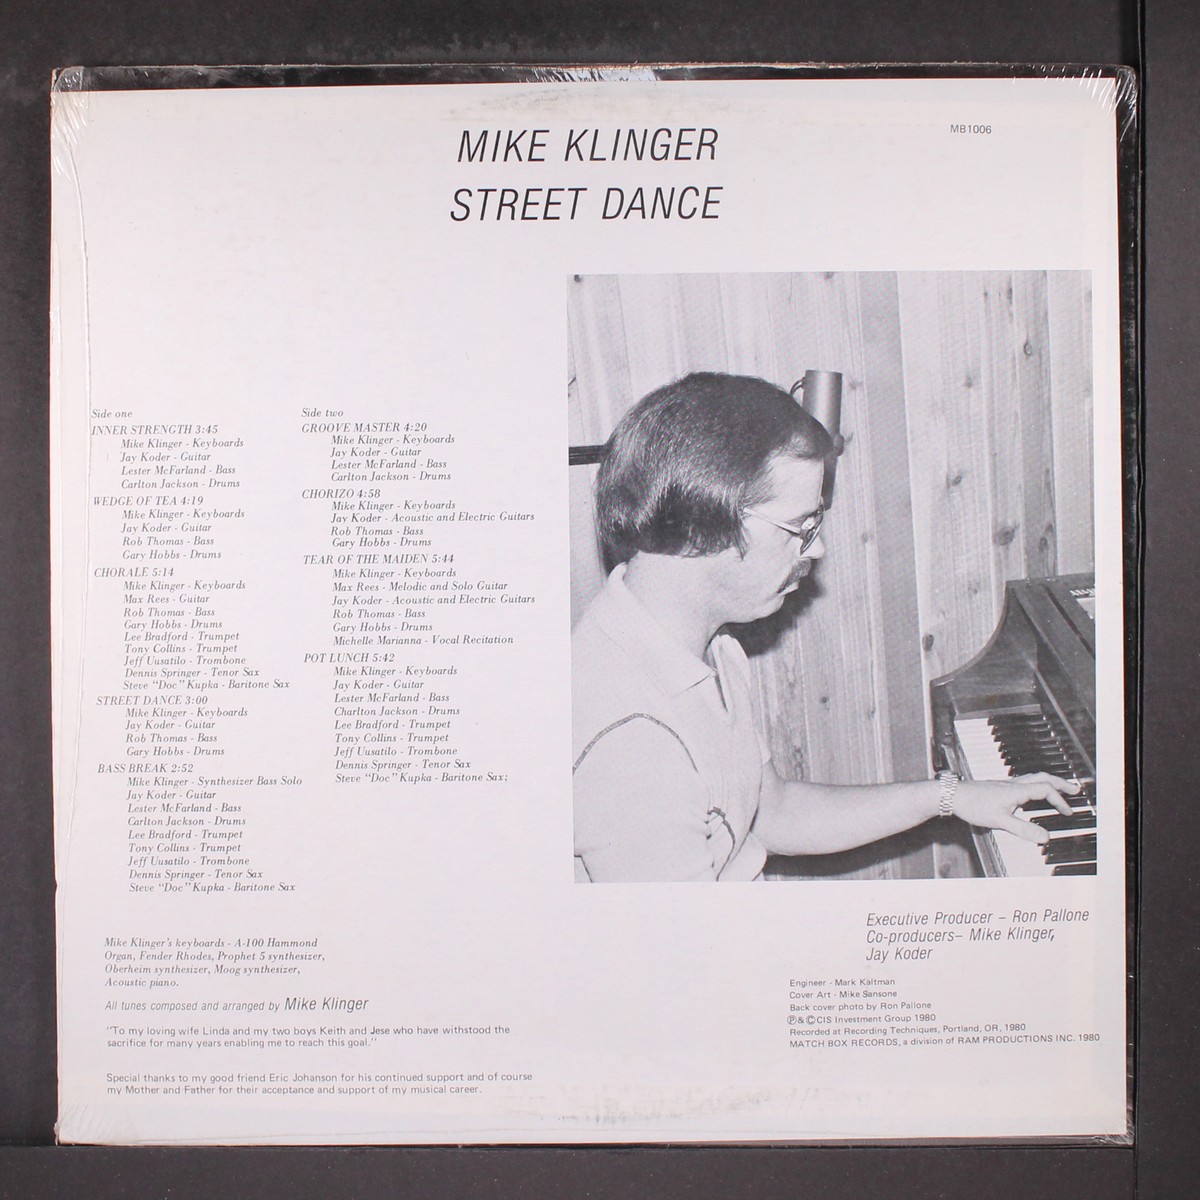 MB1006
MIKE KLINGER
STREET DANCE
Side one
INNER STRENGTH 3:45
Mike Klinger - Keyboards
Jay Koder - Guitar
Lester McFarland - Bass
Carlton Jackson - Drums
WEDGE OF TEA 4:19
Mike Klinger - Keyboards
Jay Koder - Guitar
Rob Thomas - Bass
Gary Hobbs - Drums
CHORALE 5:14
Mike Klinger - Keyboards
Max Rees - Guitar
Rob Thomas - Bass
Gary Hobbs - Drums
Lee Bradford - Trumpet
Tony Collins - Trumpet
Jeff Uusatilo - Trombone
Dennis Springer - Tenor Sax
Steve "Doc" Kupka - Baritone Sax
STREET DANCE 3:00
Mike Klinger - Keyboards
Jay Koder - Guitar
Rob Thomas - Bass
Gary Hobbs - Drums
BASS BREAK 2:52
Mike Klinger - Synthesizer Bass Solo
Jay Koder - Guitar
Lester McFarland - Bass
Carlton Jackson - Drums
Lee Bradford - Trumpet
Tony Collins - Trumpet
Jeff Uusatilo - Trombone
Dennis Springer - Tenor Sax
Steve "Doc" Kupka - Baritone Sax
Side two
GROOVE MASTER 4:20
Mike Klinger - Keyboards
Jay Koder - Guitar
Lester McFarland - Bass
Carlton Jackson - Drums
CHORIZO 4:58
Mike Klinger - Keyboards
Jay Koder - Acoustic and Electric Guitars
Rob Thomas - Bass
Gary Hobbs - Drums
TEAR OF THE MAIDEN 5:44
Mike Klinger - Keyboards
Max Rees - Melodic and Solo Guitar
Jay Koder - Acoustic and Electric Guitars
Rob Thomas - Bass
Gary Hobbs - Drums
Michelle Marianna - Vocal Recitation
POT LUNCH 5:42
Mike Klinger - Keyboards
Jay Koder - Guitar
Lester McFarland - Bass
Charlton Jackson - Drums
Lee Bradford - Trumpet
Tony Collins - Trumpet
Jeff Uusatilo - Trombone
Dennis Springer - Tenor Sax
Steve "Doc" Kupka - Baritone Sax;
Mike Klinger's keyboards - A-100 Hammond
Organ, Fender Rhodes, Prophet 5 synthesizer,
Oberheim synthesizer, Moog synthesizer,
Acoustic piano.
All tunes composed and arranged by Mike Klinger
"To my loving wife Linda and my two boys Keith and Jese who have withstood the
sacrifice for many years enabling me to reach this goal."
Special thanks to my good friend Eric Johanson for his continued support and of course
my Mother and Father for their acceptance and support of my musical career.
Executive Producer – Ron Pallone
Co-producers– Mike Klinger,
Jay Koder
Engineer - Mark Kaltman
Cover Art - Mike Sansone
Back cover photo by Ron Pallone
℗&©CIS Investment Group 1980
Recorded at Recording Techniques, Portland, OR, 1980
MATCH BOX RECORDS, a division of RAM PRODUCTIONS INC. 1980